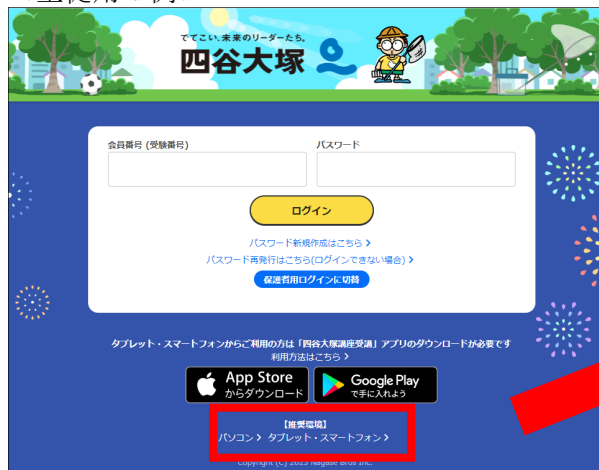 ででこい、未来のリーダーたち。
四谷大塚
会員番号 (受験番号)
パスワード
ログイン
パスワード新規作成はこちら
パスワード再発行はこちら(ログインできない場合)
保護者用ログインに切替
タブレット・スマートフォンからご利用の方は「四谷大塚講座受講」アプリのダウンロードが必要です
利用方法はこちら
App Store
からダウンロード
Google Play
で手に入れよう
【推奨環境】
パソコン タブレット・スマートフォン
Copyright (C) 2023 Nagase Bros Inc.